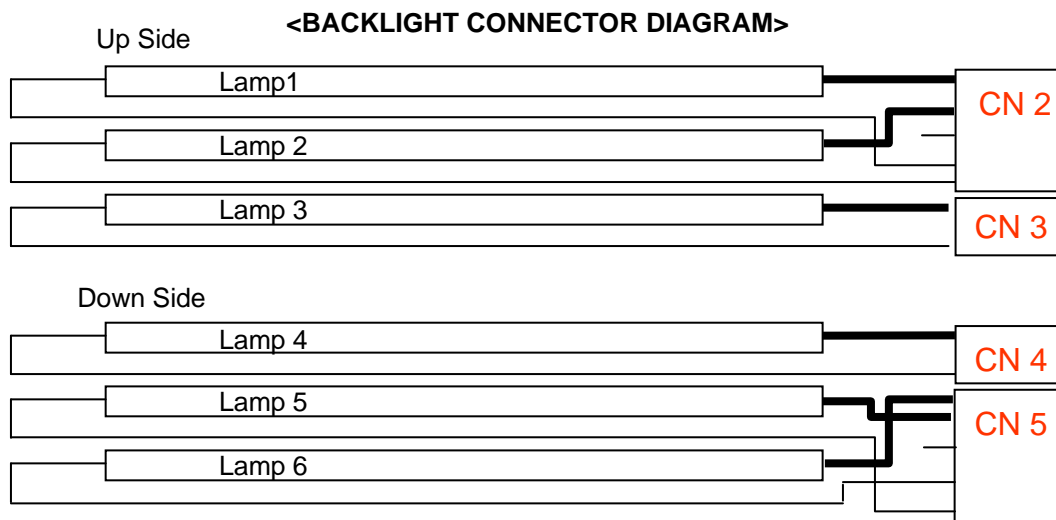 <BACKLIGHT CONNECTOR DIAGRAM>
Up Side
Lamp1
CN 2
Lamp 2
Lamp 3
CN 3
Down Side
Lamp 4
CN 4
Lamp 5
CN 5
Lamp 6